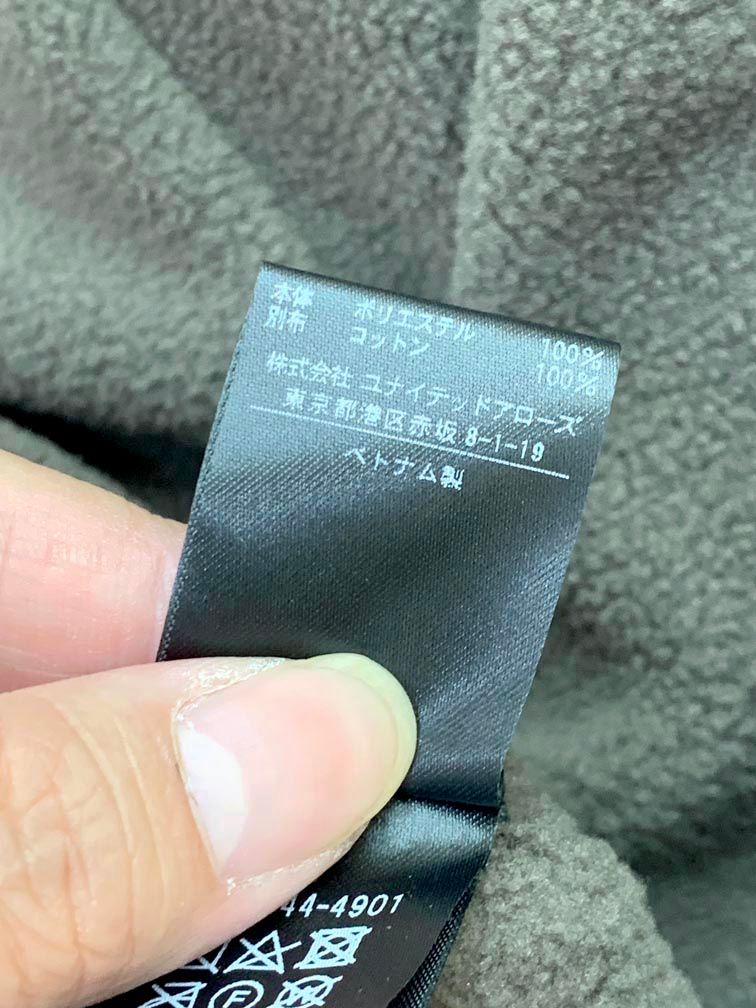 本体 ポリエステル 100%
別布 コットン 100%
株式会社 ユナイテッドアローズ
東京都港区赤坂 8-1-19
ベトナム製
44-4901
F